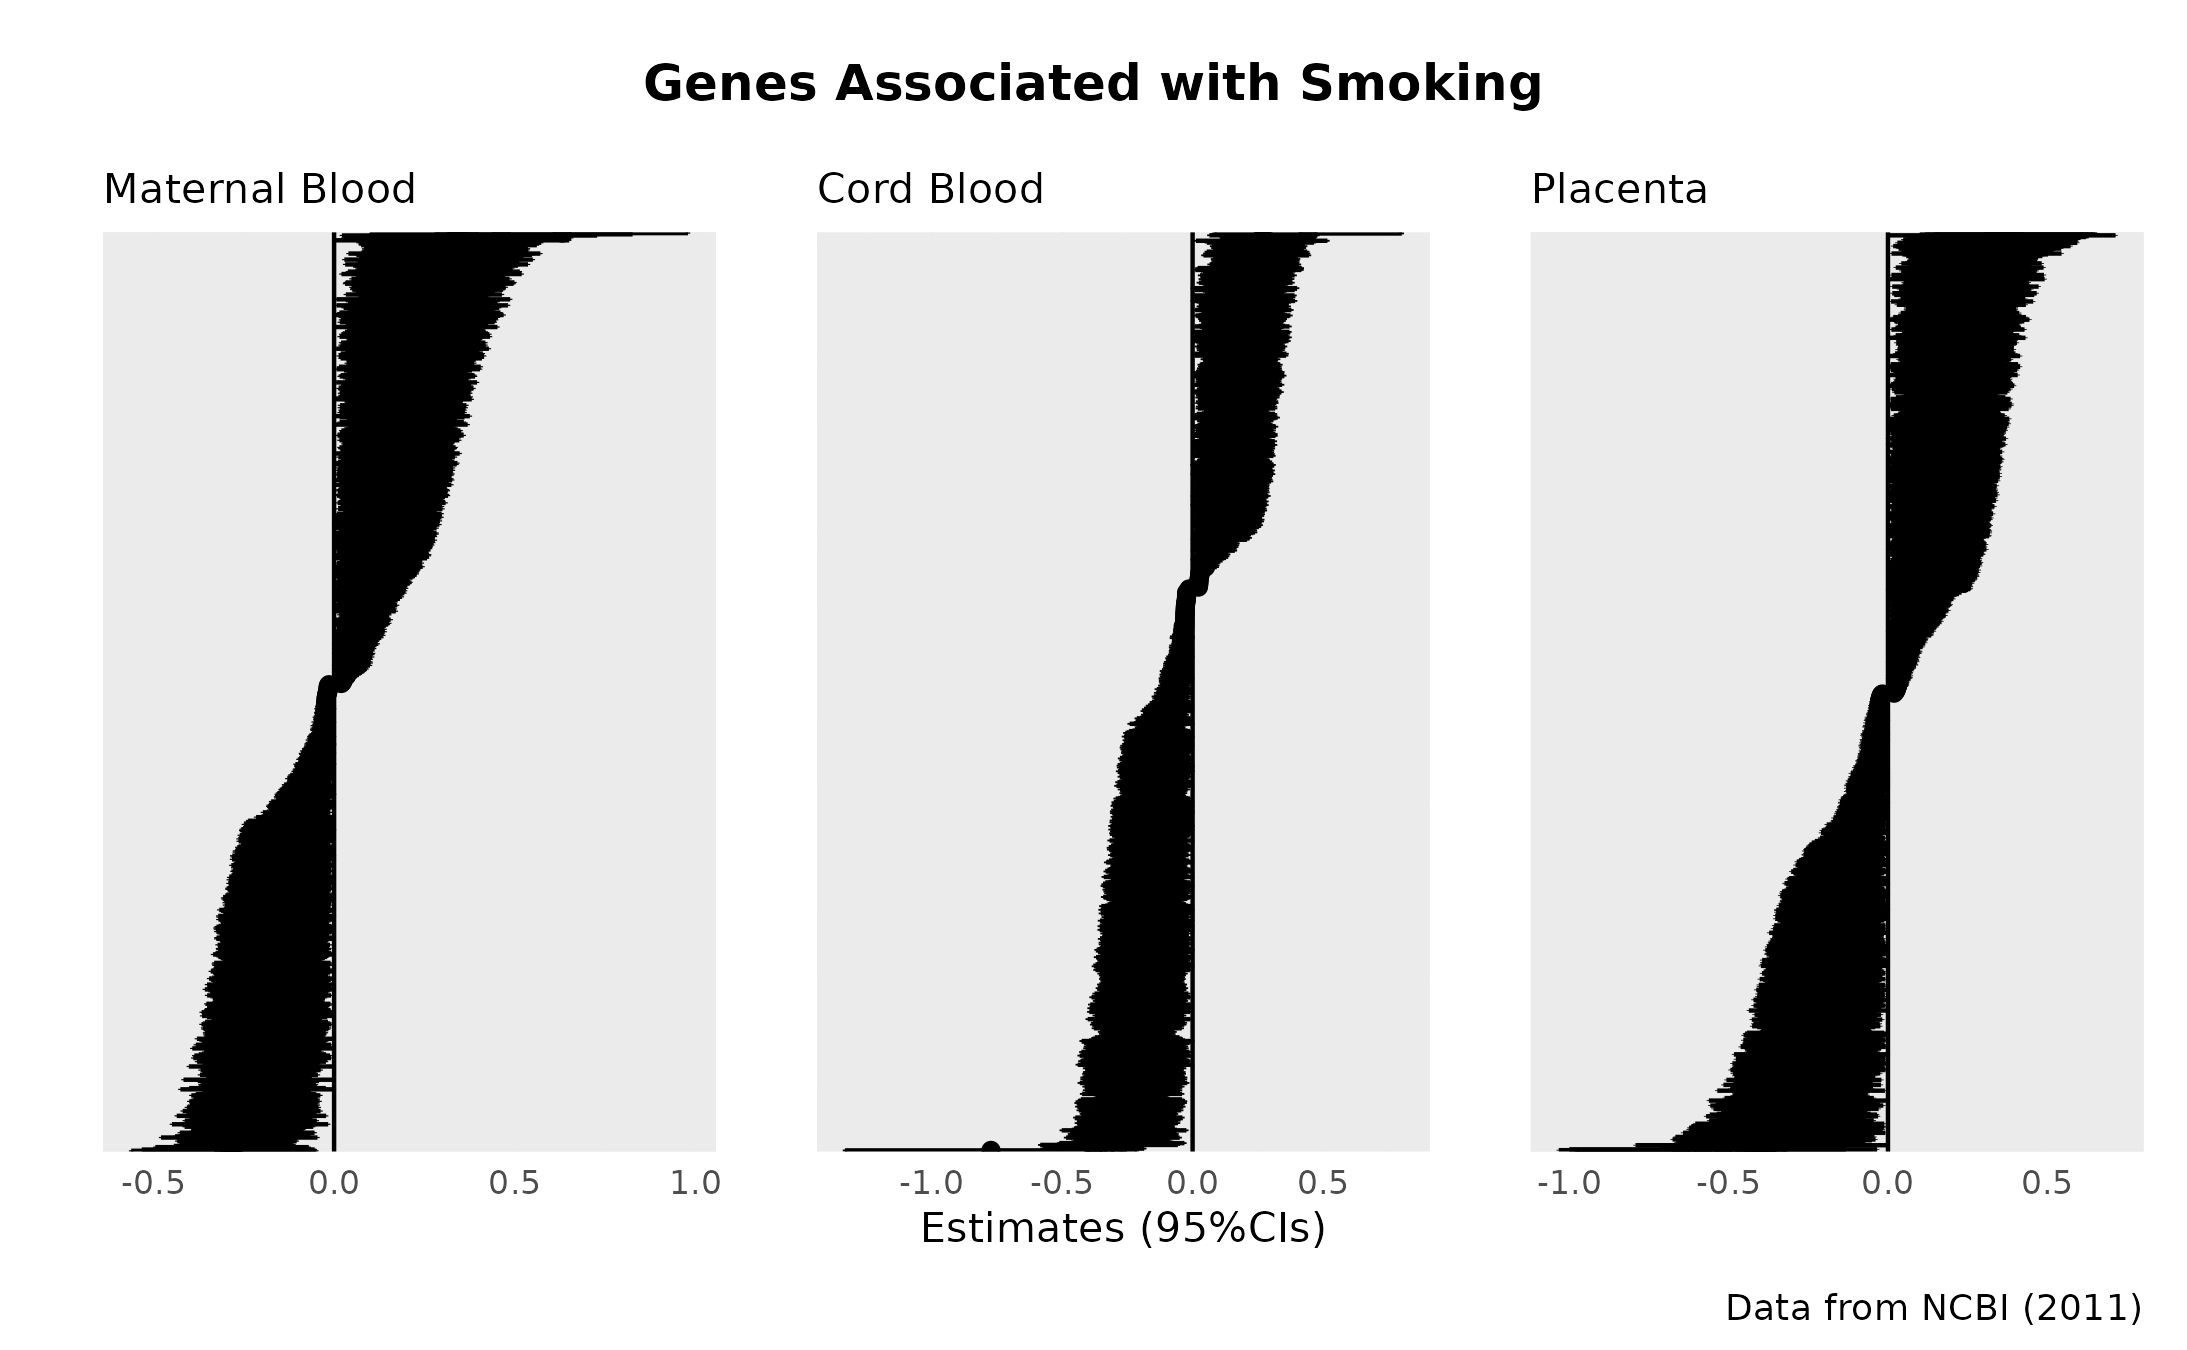 Genes Associated with Smoking
Maternal Blood
Cord Blood
Placenta
-0.5 0.0 0.5 1.0
-1.0 -0.5 0.0 0.5
-1.0 -0.5 0.0 0.5
Estimates (95%CIs)
Data from NCBI (2011)